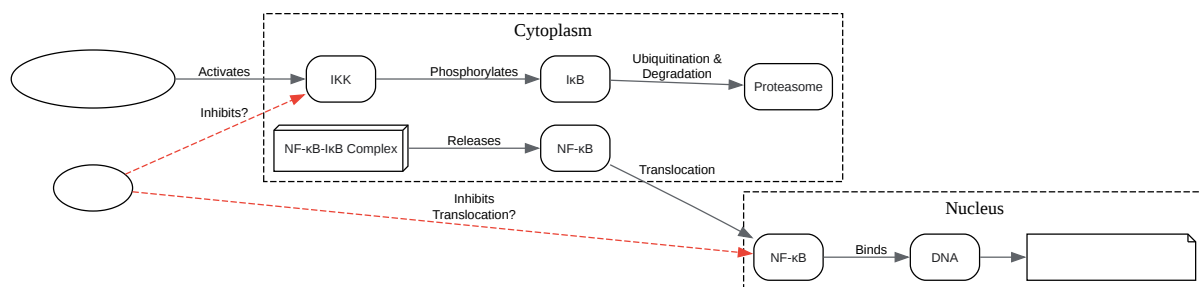 Cytoplasm
Activates
IKK
Phosphorylates
IκB
Ubiquitination &
Degradation
Proteasome
Inhibits?
NF-κB-IκB Complex
Releases
NF-κB
Translocation
Inhibits
Translocation?
Nucleus
NF-κB
Binds
DNA